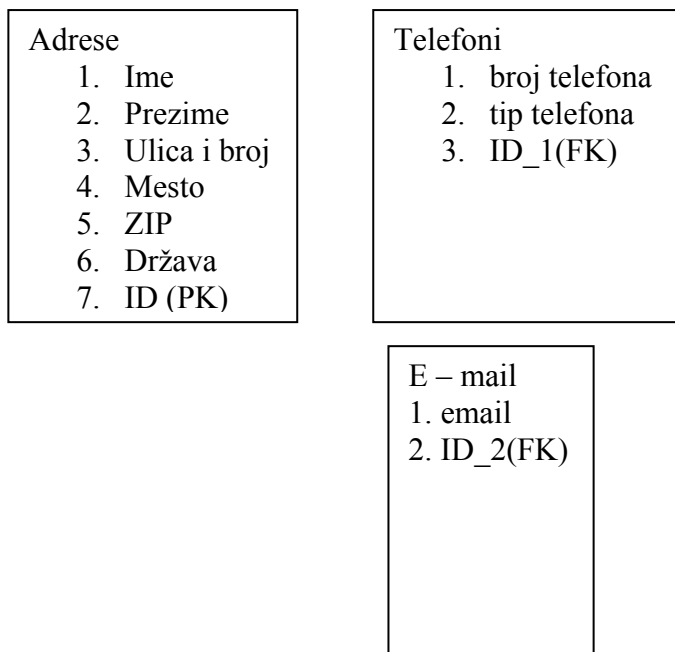 Adrese
1. Ime
2. Prezime
3. Ulica i broj
4. Mesto
5. ZIP
6. Država
7. ID (PK)
Telefoni
1. broj telefona
2. tip telefona
3. ID_1(FK)
E – mail
1. email
2. ID_2(FK)